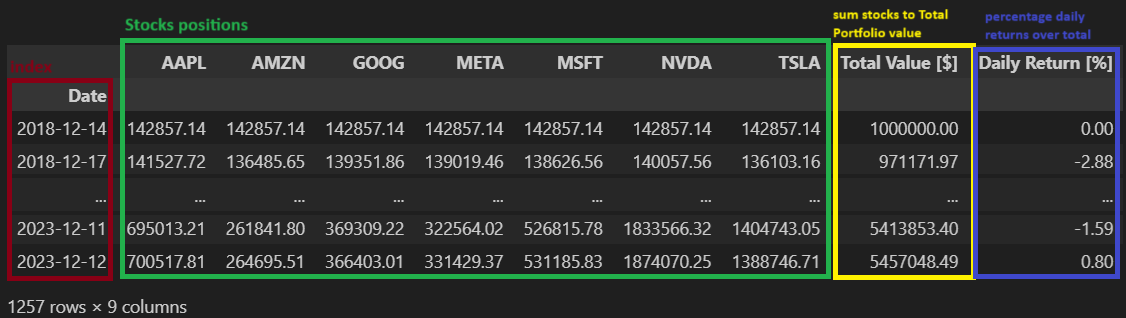 Stocks positions
sum stocks to Total
Portfolio value
percentage daily
returns over total
Index
AAPL AMZN GOOG META MSFT NVDA TSLA Total Value [$] Daily Return [%]
Date
2018-12-14 142857.14 142857.14 142857.14 142857.14 142857.14 142857.14 142857.14 1000000.00 0.00
2018-12-17 141527.72 136485.65 139351.86 139019.46 138626.56 140057.56 136103.16 971171.97 -2.88
... ... ... ... ... ... ... ... ... ...
2023-12-11 695013.21 261841.80 369309.22 322564.02 526815.78 1833566.32 1404743.05 5413853.40 -1.59
2023-12-12 700517.81 264695.51 366403.01 331429.37 531185.83 1874070.25 1388746.71 5457048.49 0.80
1257 rows × 9 columns